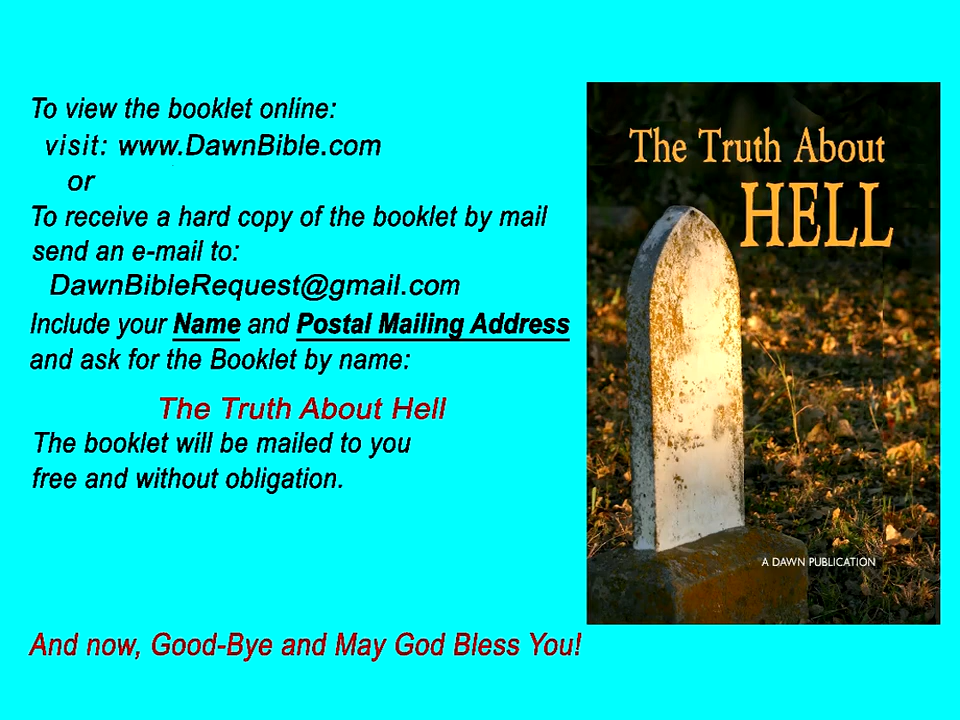 To view the booklet online:
visit: www.DawnBible.com
or
To receive a hard copy of the booklet by mail
send an e-mail to:
DawnBibleRequest@gmail.com
Include your Name and Postal Mailing Address
and ask for the Booklet by name:
The Truth About Hell
The booklet will be mailed to you
free and without obligation.
And now, Good-Bye and May God Bless You!
The Truth About
HELL
A DAWN PUBLICATION